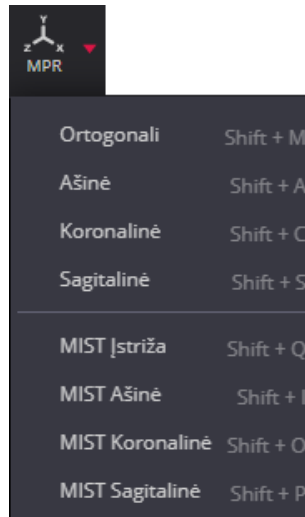 Y
Z X
MPR
Ortogonali Shift + M
Ašinė Shift + A
Koronalinė Shift + C
Sagitalinė Shift + S
MIST Įstriža Shift + Q
MIST Ašinė Shift + I
MIST Koronalinė Shift + O
MIST Sagitalinė Shift + P